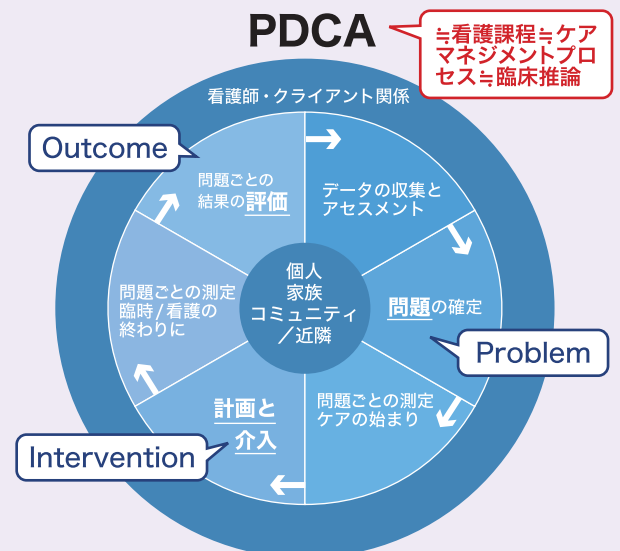 PDCA
≒看護課程≒ケア
マネジメントプロ
セス≒臨床推論
看護師・クライアント関係
Outcome
問題ごとの
結果の評価
データの収集と
アセスメント
個人
家族
コミュニティ
／近隣
問題ごとの測定
臨時/看護の
終わりに
問題の確定
Problem
問題ごとの測定
ケアの始まり
計画と
介入
Intervention